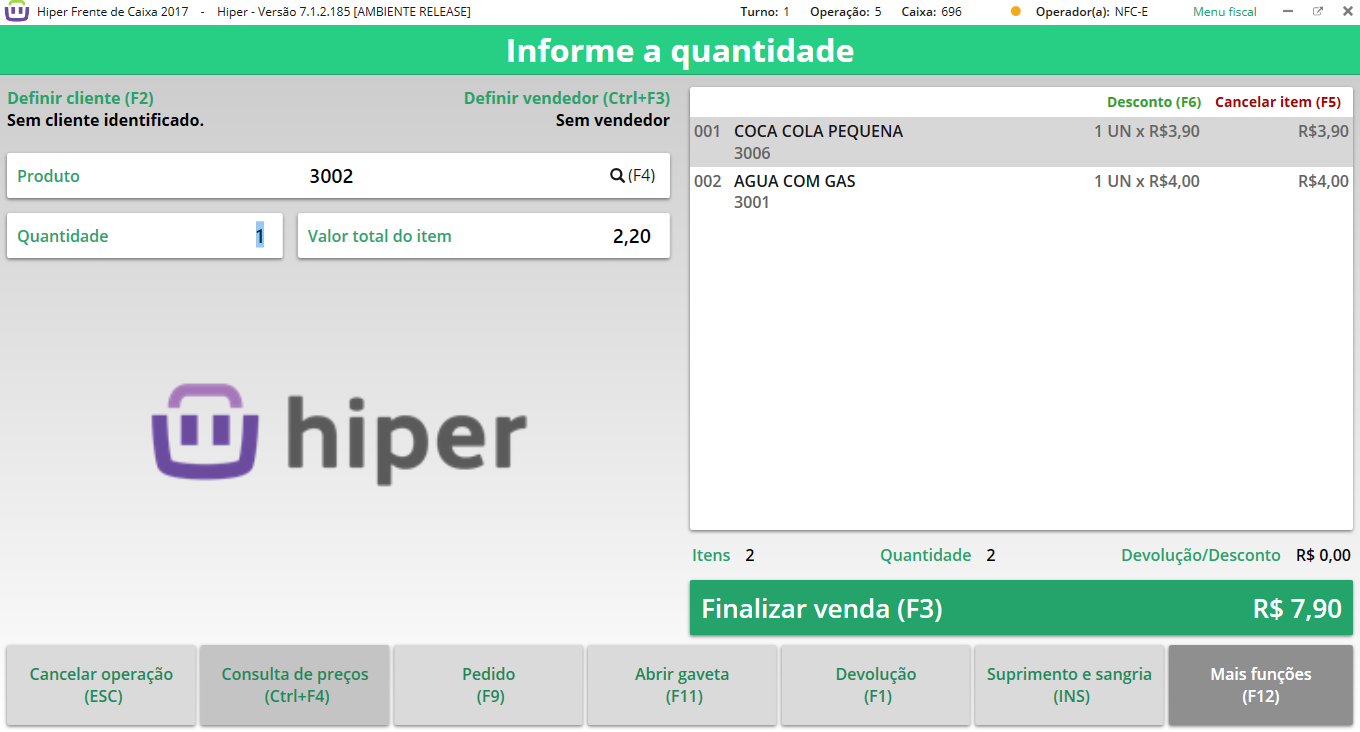 Hiper Frente de Caixa 2017 - Hiper - Versão 7.1.2.185 [AMBIENTE RELEASE] Turno: 1 Operação: 5 Caixa: 696 Operador(a): NFC-E Menu fiscal
Informe a quantidade
Definir cliente (F2) Definir vendedor (Ctrl+F3)
Sem cliente identificado. Sem vendedor
Produto 3002 (F4)
Quantidade 1 Valor total do item 2,20
hiper
Desconto (F6) Cancelar item (F5)
001 COCA COLA PEQUENA 1 UN x R$3,90 R$3,90
3006
002 AGUA COM GAS 1 UN x R$4,00 R$4,00
3001
Itens 2 Quantidade 2 Devolução/Desconto R$ 0,00
Finalizar venda (F3) R$ 7,90
Cancelar operação
(ESC)
Consulta de preços
(Ctrl+F4)
Pedido
(F9)
Abrir gaveta
(F11)
Devolução
(F1)
Suprimento e sangria
(INS)
Mais funções
(F12)